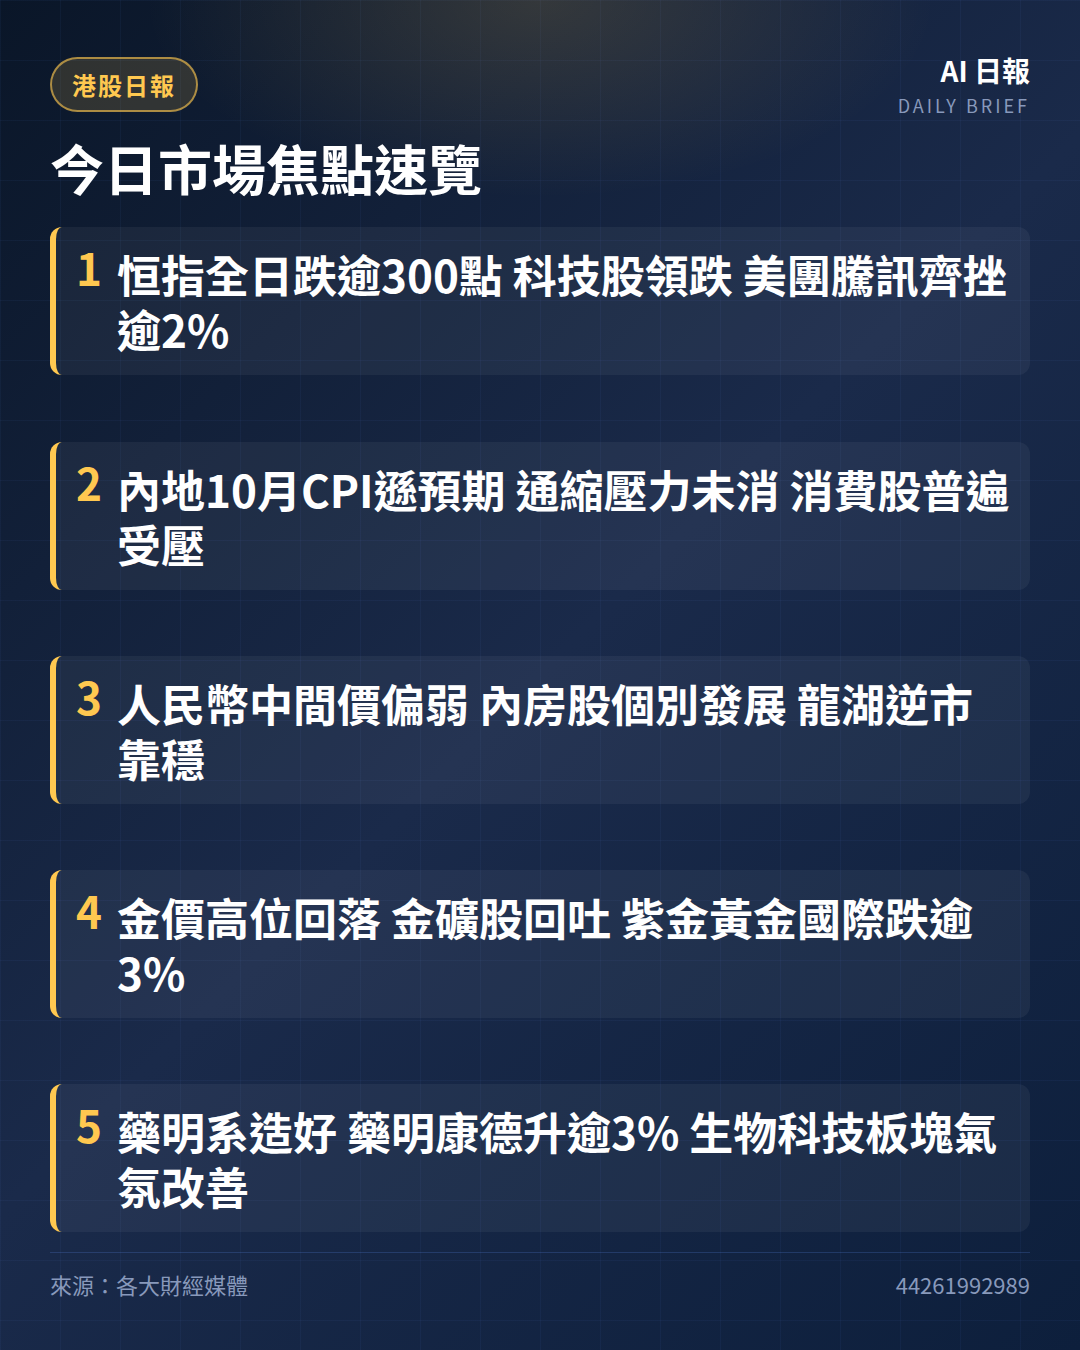 港股日報
AI 日報
DAILY BRIEF
今日市場焦點速覽
1 恒指全日跌逾300點 科技股領跌 美團騰訊齊挫
逾2%
2 內地10月CPI遜預期 通縮壓力未消 消費股普遍
受壓
3 人民幣中間價偏弱 內房股個別發展 龍湖逆市
靠穩
4 金價高位回落 金礦股回吐 紫金黃金國際跌逾
3%
5 藥明系造好 藥明康德升逾3% 生物科技板塊氣
氛改善
來源：各大財經媒體
44261992989